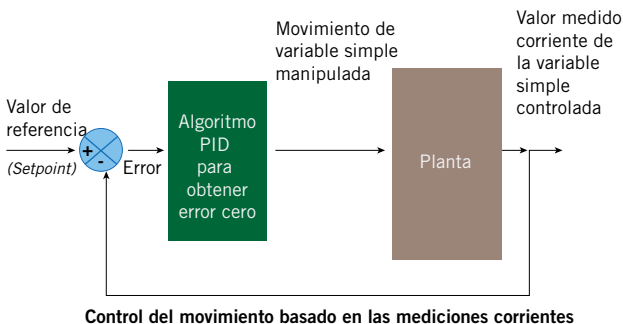 Valor de
referencia
(Setpoint)
+
-
Error
Algoritmo
PID
para
obtener
error cero
Movimiento de
variable simple
manipulada
Planta
Valor medido
corriente de
la variable
simple
controlada
Control del movimiento basado en las mediciones corrientes